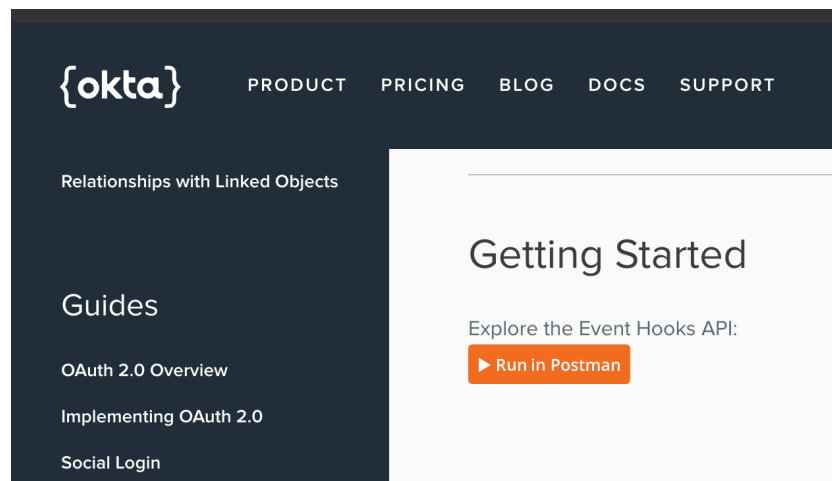 {okta}
PRODUCT PRICING BLOG DOCS SUPPORT
Relationships with Linked Objects
Guides
OAuth 2.0 Overview
Implementing OAuth 2.0
Social Login
Getting Started
Explore the Event Hooks API:
Run in Postman